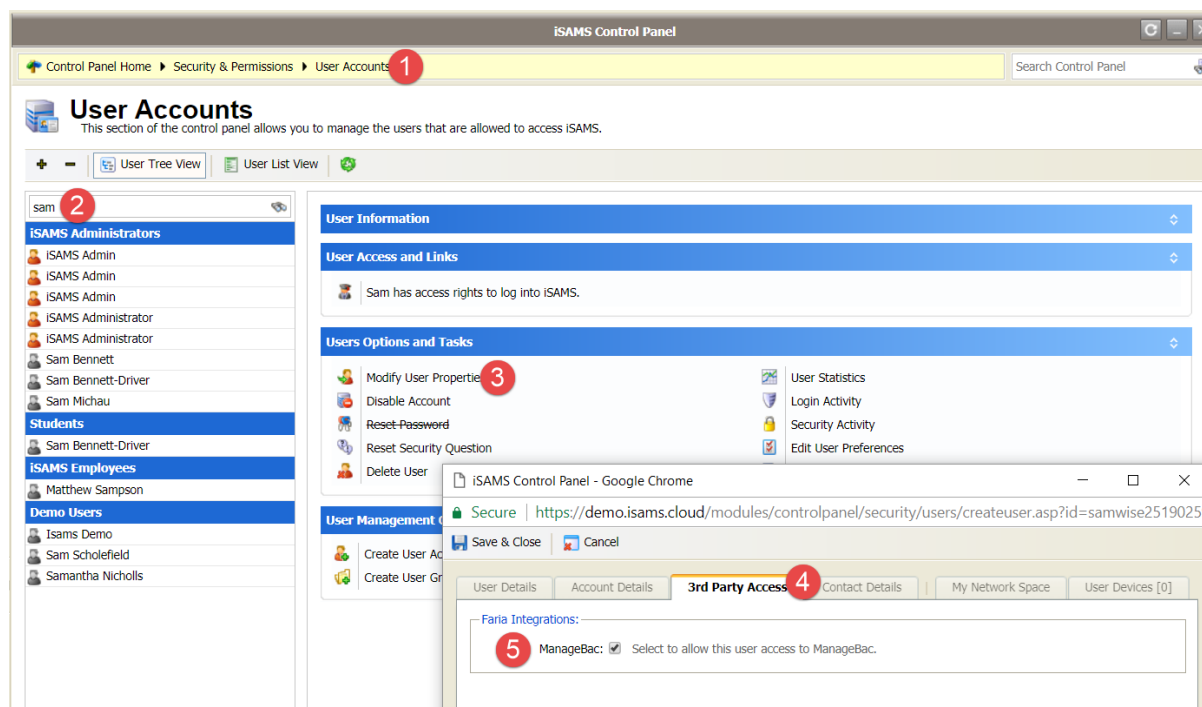 iSAMS Control Panel
Control Panel Home ▶ Security & Permissions ▶ User Accounts 1
Search Control Panel
User Accounts
This section of the control panel allows you to manage the users that are allowed to access iSAMS.
User Tree View
User List View
sam 2
iSAMS Administrators
iSAMS Admin
iSAMS Admin
iSAMS Admin
iSAMS Administrator
iSAMS Administrator
Sam Bennett
Sam Bennett-Driver
Sam Michau
Students
Sam Bennett-Driver
iSAMS Employees
Matthew Sampson
Demo Users
Isams Demo
Sam Scholefield
Samantha Nicholls
User Information
User Access and Links
Sam has access rights to log into iSAMS.
Users Options and Tasks
Modify User Propertie 3
Disable Account
Reset Password
Reset Security Question
Delete User
User Statistics
Login Activity
Security Activity
Edit User Preferences
User Management
Create User Ac
Create User Gr
iSAMS Control Panel - Google Chrome
Secure | https://demo.isams.cloud/modules/controlpanel/security/users/createuser.asp?id=samwise2519025
Save & Close
Cancel
User Details
Account Details
3rd Party Access 4
Contact Details
My Network Space
User Devices [0]
Faria Integrations:
5 ManageBac: Select to allow this user access to ManageBac.